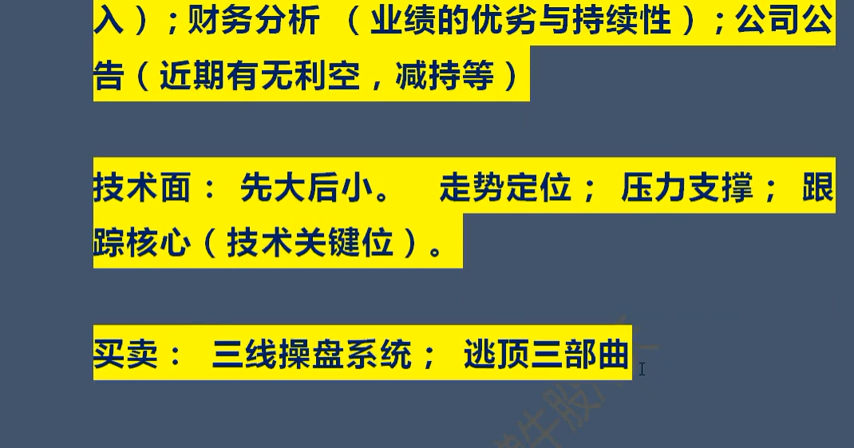 入）；财务分析 （业绩的优劣与持续性）；公司公
告（近期有无利空，减持等）
技术面： 先大后小。 走势定位； 压力支撑； 跟
踪核心（技术关键位）。
买卖： 三线操盘系统； 逃顶三部曲
牛股